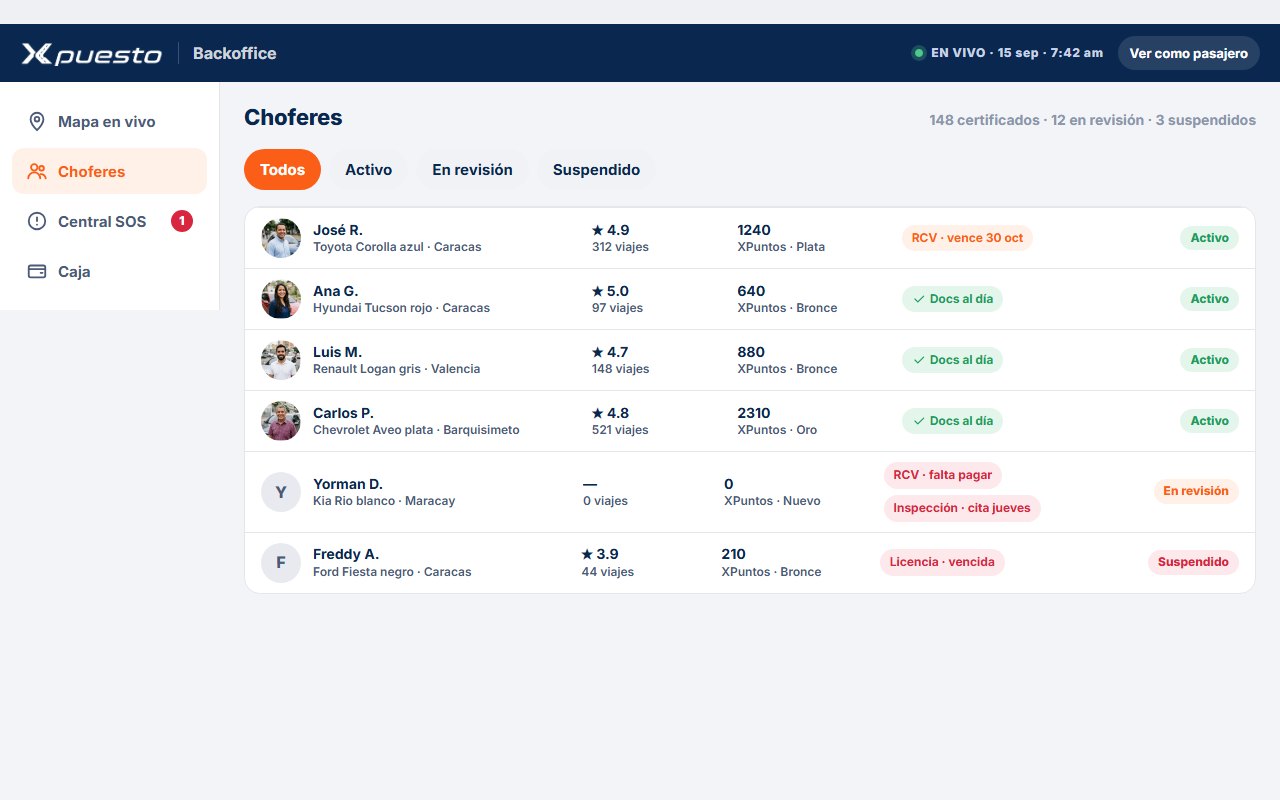 Xpuesto
Backoffice
EN VIVO · 15 sep · 7:42 am
Ver como pasajero
Mapa en vivo
Choferes
Central SOS
1
Caja
Choferes
148 certificados · 12 en revisión · 3 suspendidos
Todos
Activo
En revisión
Suspendido
José R.
Toyota Corolla azul · Caracas
★ 4.9
312 viajes
1240
XPuntos · Plata
RCV · vence 30 oct
Activo
Ana G.
Hyundai Tucson rojo · Caracas
★ 5.0
97 viajes
640
XPuntos · Bronce
✓ Docs al día
Activo
Luis M.
Renault Logan gris · Valencia
★ 4.7
148 viajes
880
XPuntos · Bronce
✓ Docs al día
Activo
Carlos P.
Chevrolet Aveo plata · Barquisimeto
★ 4.8
521 viajes
2310
XPuntos · Oro
✓ Docs al día
Activo
Y
Yorman D.
Kia Rio blanco · Maracay
—
0 viajes
0
XPuntos · Nuevo
RCV · falta pagar
Inspección · cita jueves
En revisión
F
Freddy A.
Ford Fiesta negro · Caracas
★ 3.9
44 viajes
210
XPuntos · Bronce
Licencia · vencida
Suspendido